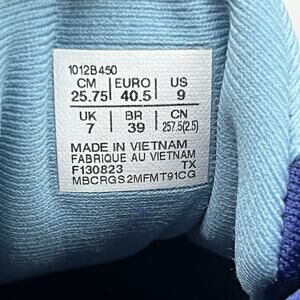 1012B450
CM EURO US
25.75 40.5 9
UK BR CN
7 39 257.5(2.5)
MADE IN VIETNAM
FABRIQUE AU VIETNAM
F130823 TX
MBCRGS2MFMT91CG